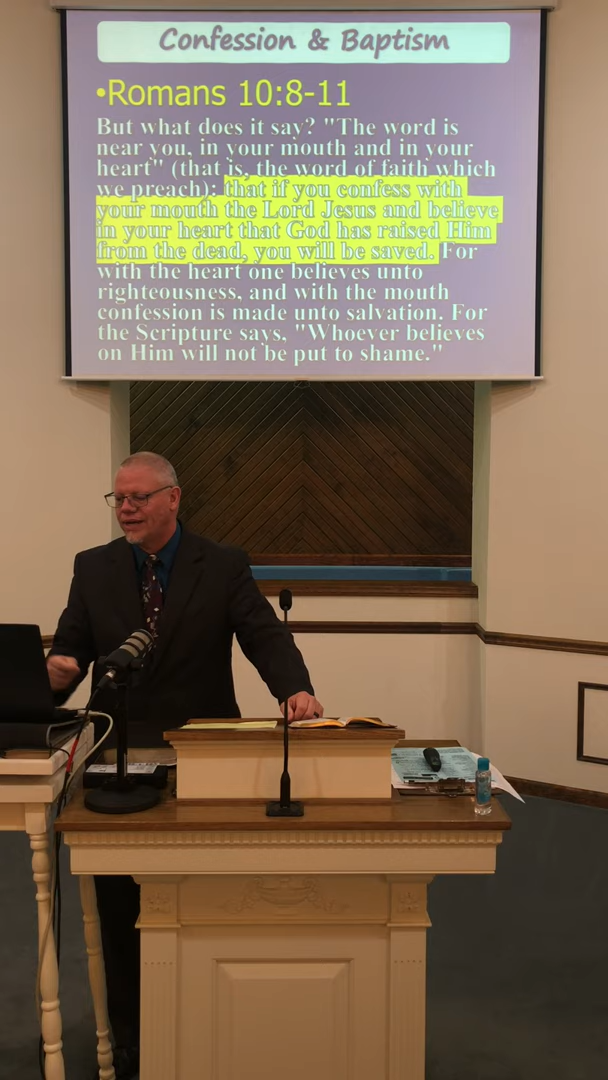 Confession & Baptism
•Romans 10:8-11
But what does it say? "The word is
near you, in your mouth and in your
heart" (that is, the word of faith which
we preach): that if you confess with
your mouth the Lord Jesus and believe
in your heart that God has raised Him
from the dead, you will be saved. For
with the heart one believes unto
righteousness, and with the mouth
confession is made unto salvation. For
the Scripture says, "Whoever believes
on Him will not be put to shame."